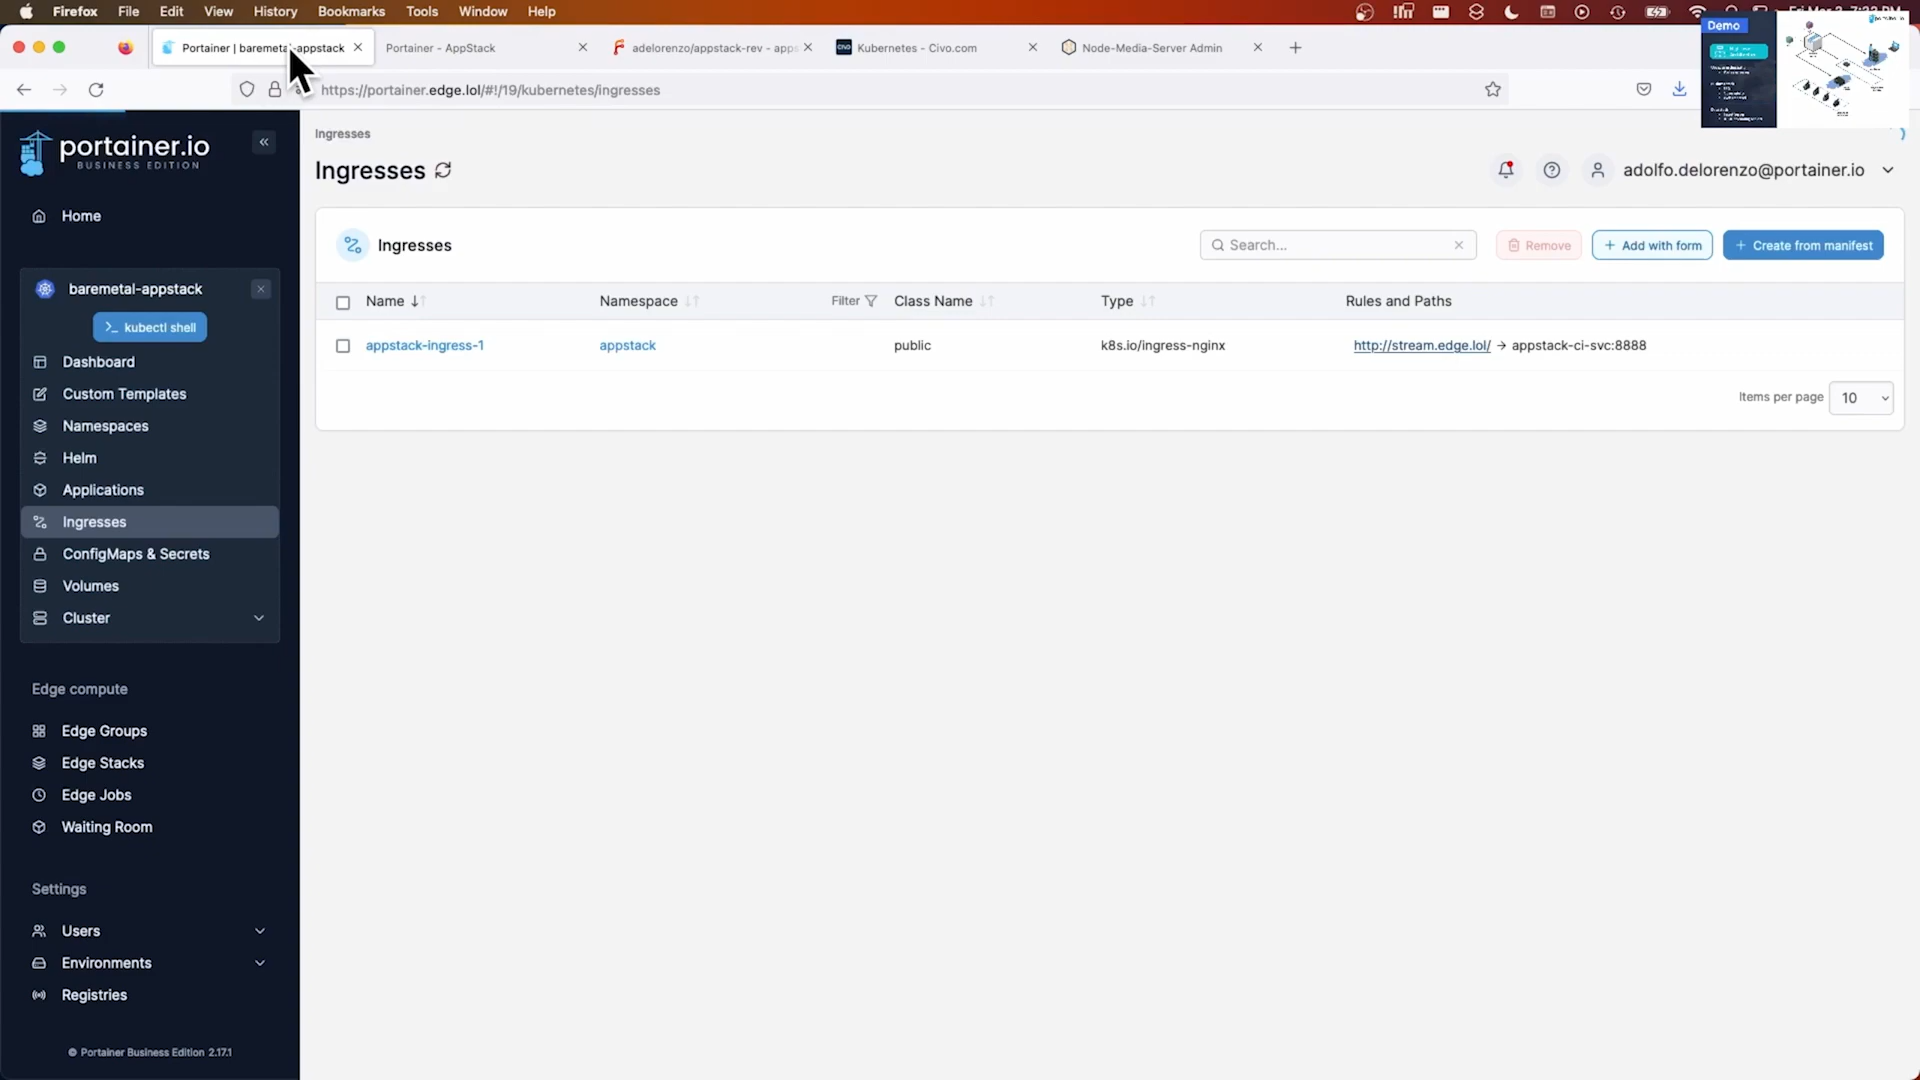 Firefox File Edit View History Bookmarks Tools Window Help
Portainer | baremetal-appstack
Portainer - AppStack
adelorenzo/appstack-rev - apps
Kubernetes - Civo.com
Node-Media-Server Admin
https://portainer.edge.lol/#!/19/kubernetes/ingresses
Demo
portainer.io
BUSINESS EDITION
Home
baremetal-appstack
>_ kubectl shell
Dashboard
Custom Templates
Namespaces
Helm
Applications
Ingresses
ConfigMaps & Secrets
Volumes
Cluster
Edge compute
Edge Groups
Edge Stacks
Edge Jobs
Waiting Room
Settings
Users
Environments
Registries
© Portainer Business Edition 2.17.1
Ingresses
Ingresses
adolfo.delorenzo@portainer.io
Ingresses
Search...
Remove
+ Add with form
+ Create from manifest
Name Namespace Filter Class Name Type Rules and Paths
appstack-ingress-1 appstack public k8s.io/ingress-nginx http://stream.edge.lol/ → appstack-ci-svc:8888
Items per page 10